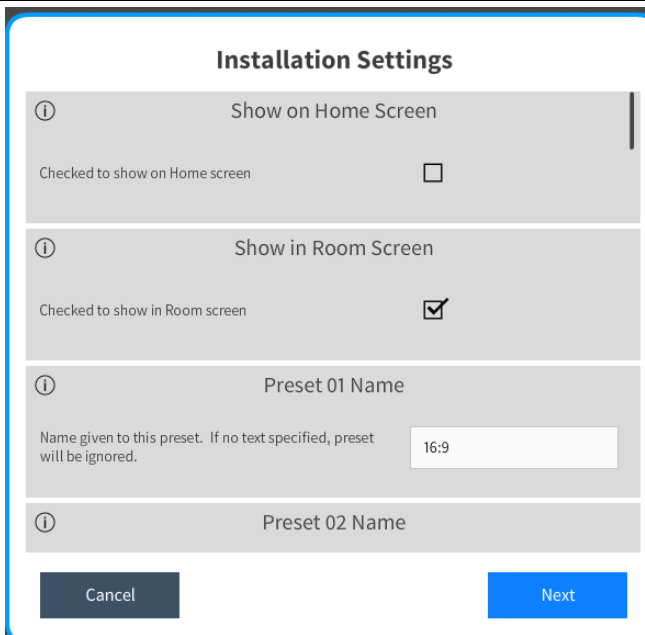 Installation Settings
Show on Home Screen
Checked to show on Home screen
Show in Room Screen
Checked to show in Room screen
Preset 01 Name
Name given to this preset. If no text specified, preset
will be ignored.
16:9
Preset 02 Name
Cancel
Next